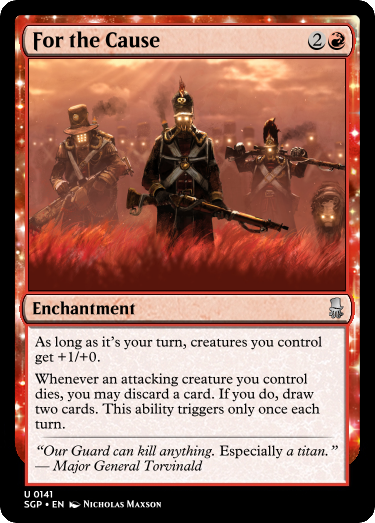 For the Cause 2
Enchantment
As long as it's your turn, creatures you control
get +1/+0.
Whenever an attacking creature you control
dies, you may discard a card. If you do, draw
two cards. This ability triggers only once each
turn.
“Our Guard can kill anything. Especially a titan.”
— Major General Torvinald
U 0141
SGP • EN Nicholas Maxson